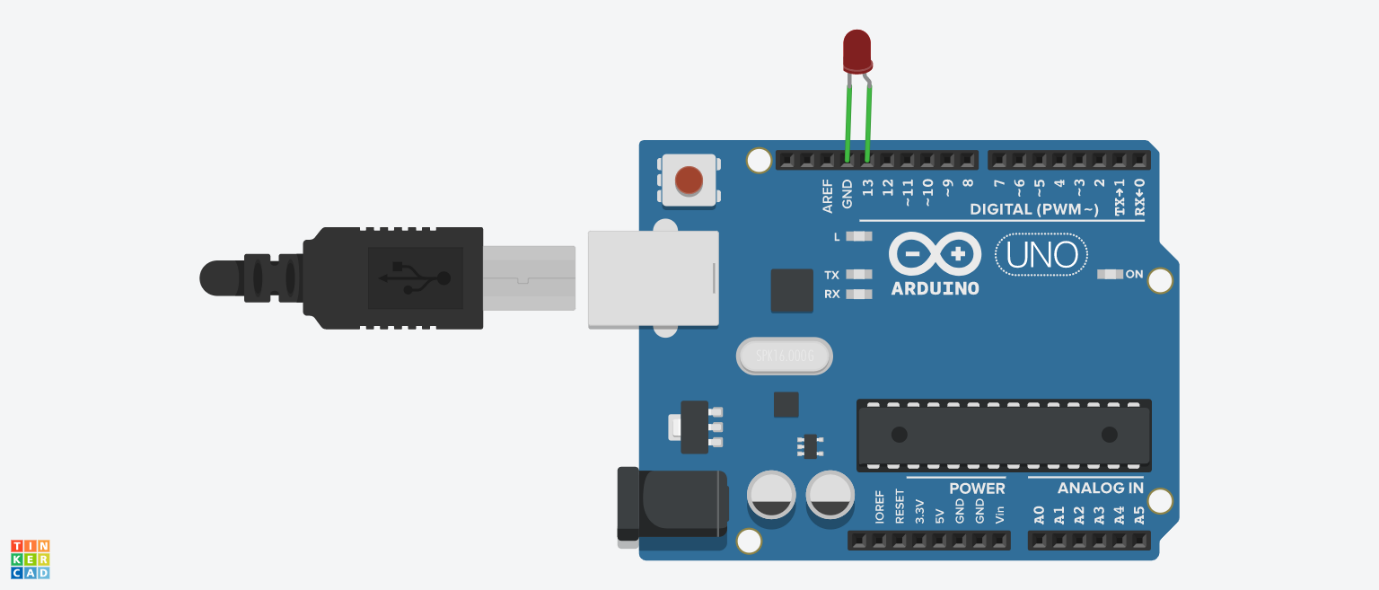 AREF
GND
13
12
~11
~10
~9
8
7
~6
~5
4
~3
2
TX→1
RX←0
DIGITAL (PWM~)
L
TX
RX
ARDUINO
UNO
ON
POWER
ANALOG IN
IOREF
RESET
3.3V
5V
GND
GND
Vin
A0
A1
A2
A3
A4
A5
TIN
KER
CAD